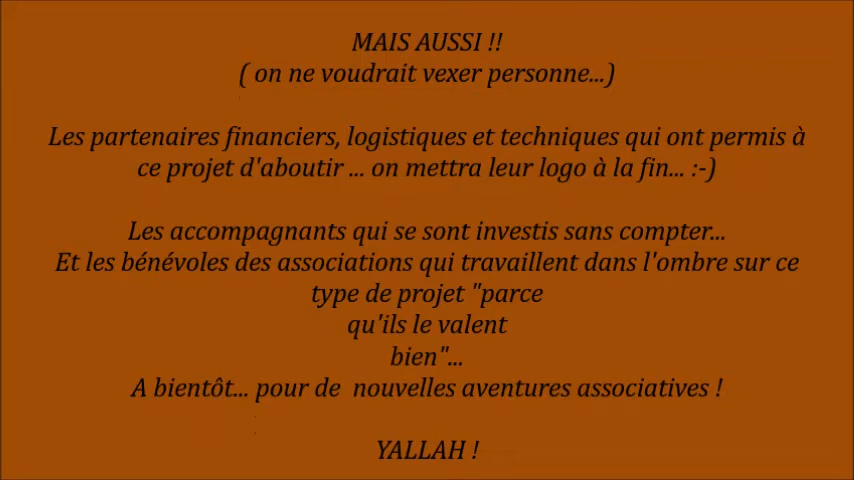 MAIS AUSSI !!
( on ne voudrait vexer personne...)
Les partenaires financiers, logistiques et techniques qui ont permis à
ce projet d'aboutir ... on mettra leur logo à la fin... :-)
Les accompagnants qui se sont investis sans compter...
Et les bénévoles des associations qui travaillent dans l'ombre sur ce
type de projet "parce
qu'ils le valent
bien"...
A bientôt... pour de  nouvelles aventures associatives !
YALLAH !